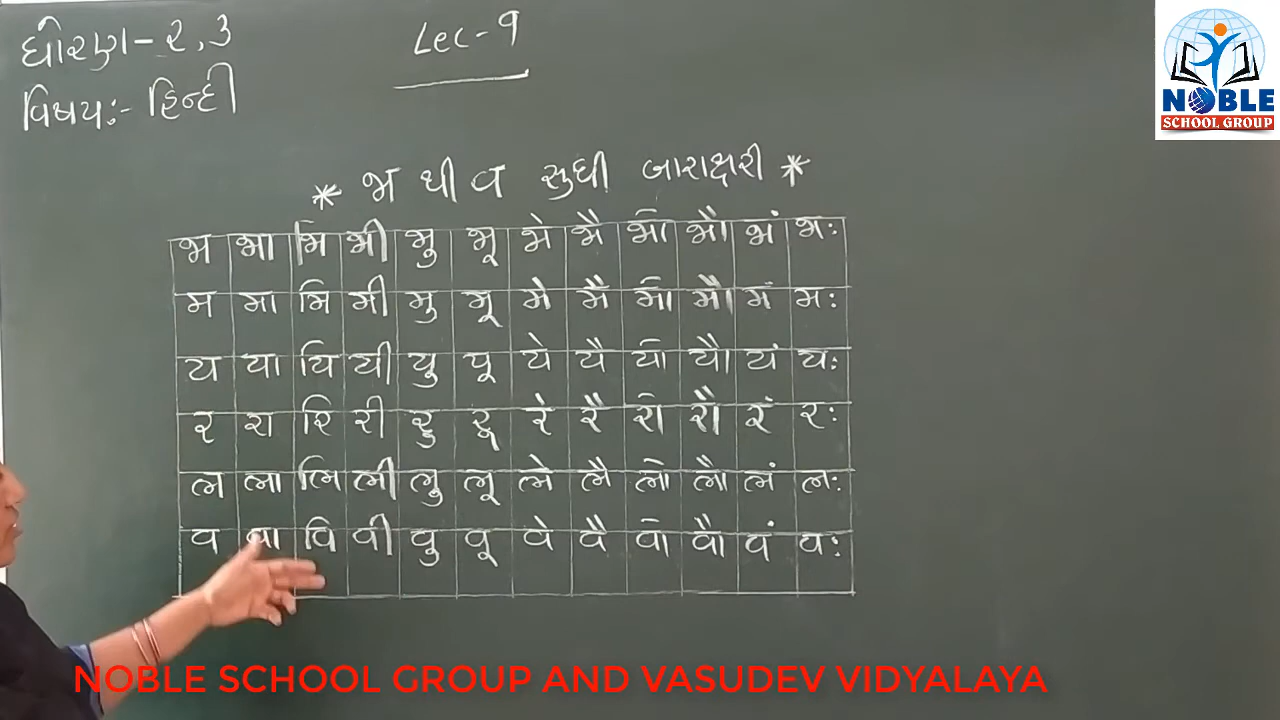 ધોરણ - ૨, ૩
Lec - 9
વિષય :- હિન્દી
NOBLE
SCHOOL GROUP
* ભ થી વ સુધી બારાક્ષરી *
भ भा भि भी भु भू भे भै भो भौ भं भः
म मा मि मी मु मू मे मै मो मौ मं मः
य या यि यी यु यू ये यै यो यौ यं यः
र रा रि री रु रू रे रै रो रौ रं रः
ल ला लि ली लु लू ले लै लो लौ लं लः
व वा वि वी वु वू वे वै वो वौ वं वः
NOBLE SCHOOL GROUP AND VASUDEV VIDYALAYA